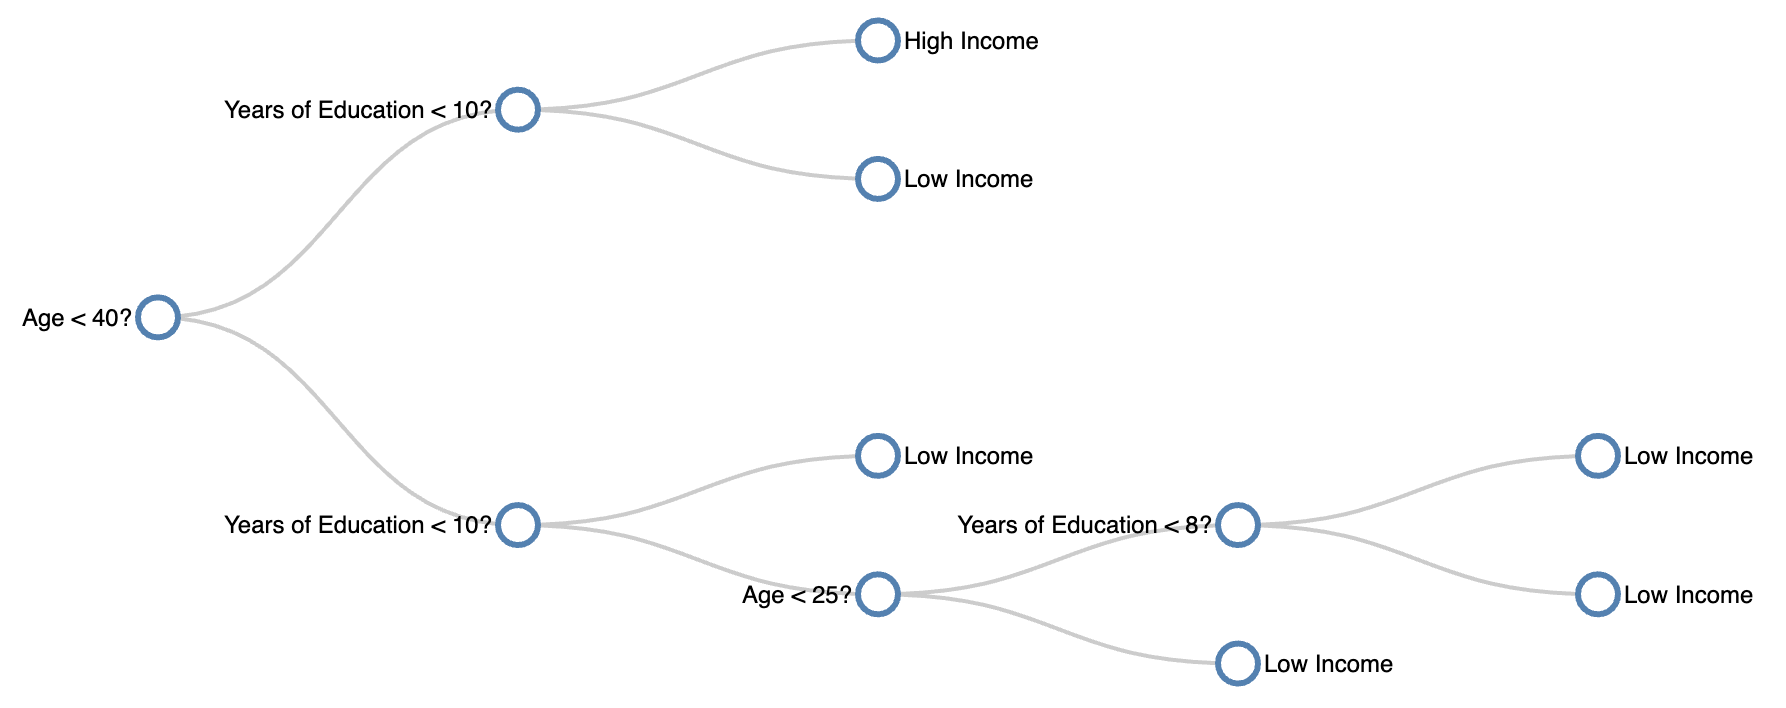 High Income
Years of Education < 10?
Low Income
Age < 40?
Low Income
Low Income
Years of Education < 10?
Years of Education < 8?
Age < 25?
Low Income
Low Income